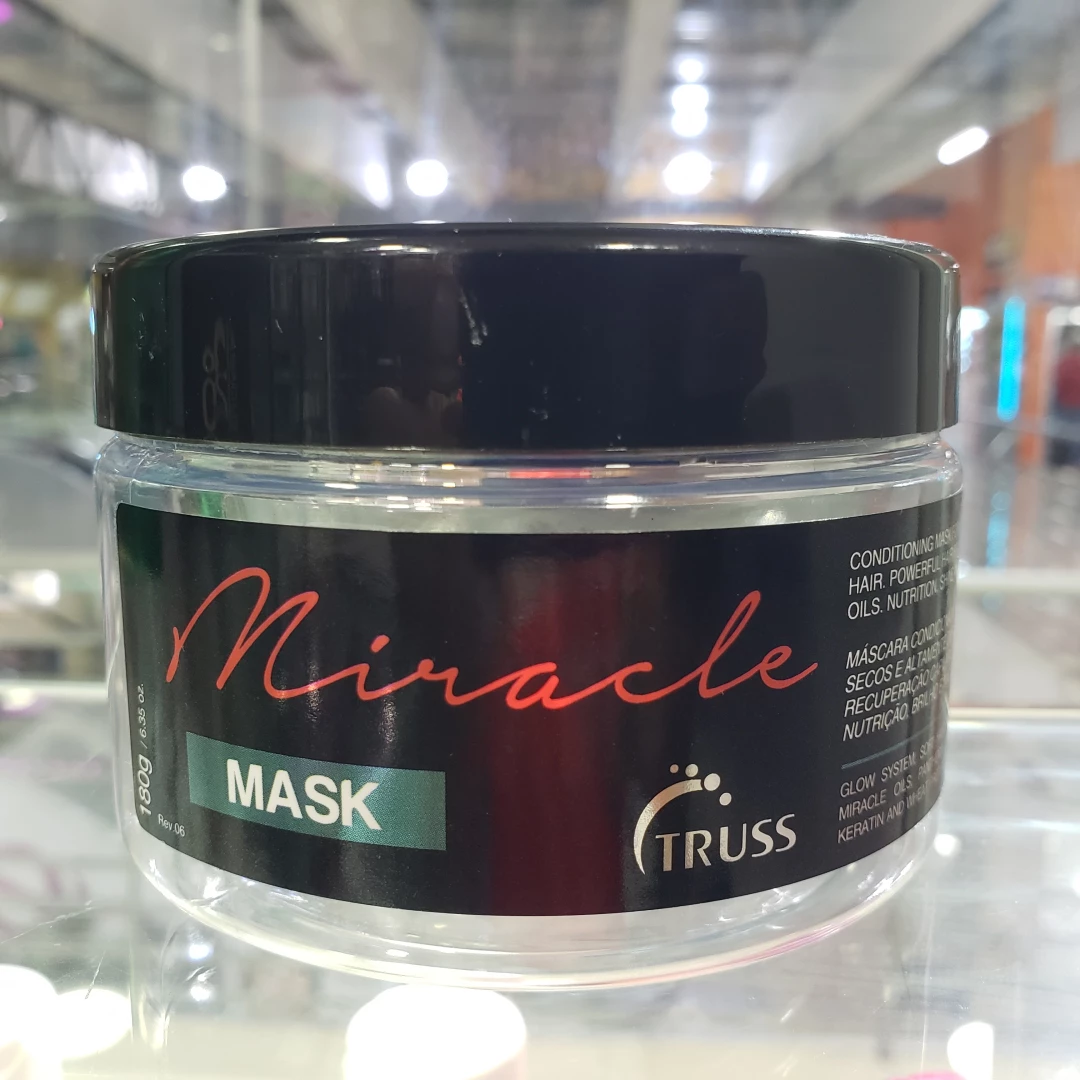 Miracle
MASK
TRUSS
180g / 6.35 oz.
Rev.06
CONDITIONING MASK
HAIR. POWERFUL
OILS. NUTRITION,
MÁSCARA
SECOS E
RECUPERAÇÃO
NUTRIÇÃO,
GLOW SYSTEM,
MIRACLE OILS,
KERATIN AND